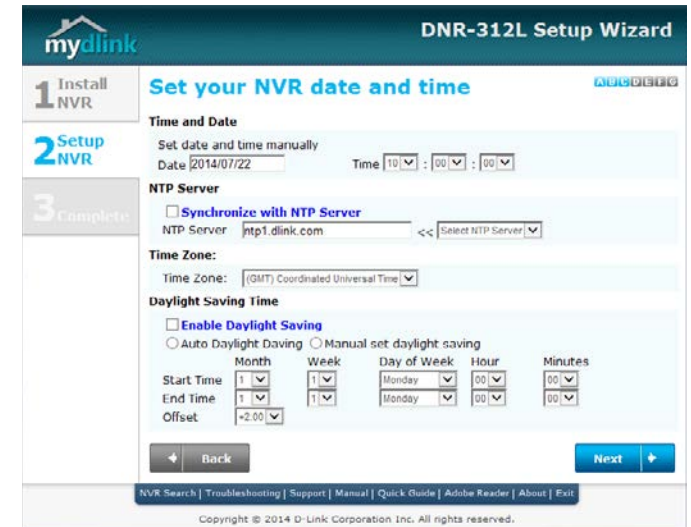 mydlink
DNR-312L Setup Wizard
1 Install NVR
2 Setup NVR
3 Complete
Set your NVR date and time
A B C D E F G
Time and Date
Set date and time manually
Date 2014/07/22 Time 10 : 00 : 00
NTP Server
Synchronize with NTP Server
NTP Server ntp1.dlink.com << Select NTP Server
Time Zone:
Time Zone: (GMT) Coordinated Universal Time
Daylight Saving Time
Enable Daylight Saving
Auto Daylight Daving Manual set daylight saving
Month Week Day of Week Hour Minutes
Start Time 1 1 Monday 00 00
End Time 1 1 Monday 00 00
Offset +2.00
Back Next
NVR Search | Troubleshooting | Support | Manual | Quick Guide | Adobe Reader | About | Exit
Copyright © 2014 D-Link Corporation Inc. All rights reserved.